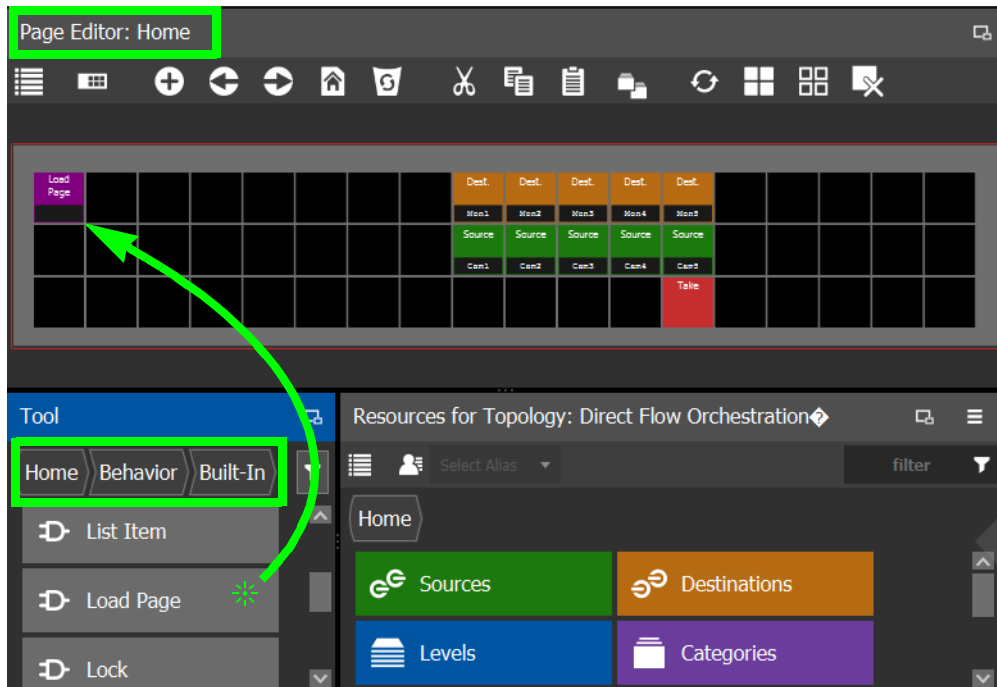 Page Editor: Home
Load Page
Dest. Dest. Dest. Dest. Dest.
Mon1 Mon2 Mon3 Mon4 Mon5
Source Source Source Source Source
Cam1 Cam2 Cam3 Cam4 Cam5
Take
Tool
Home Behavior Built-In
List Item
Load Page
Lock
Resources for Topology: Direct Flow Orchestration�
Select Alias
filter
Home
Sources
Destinations
Levels
Categories